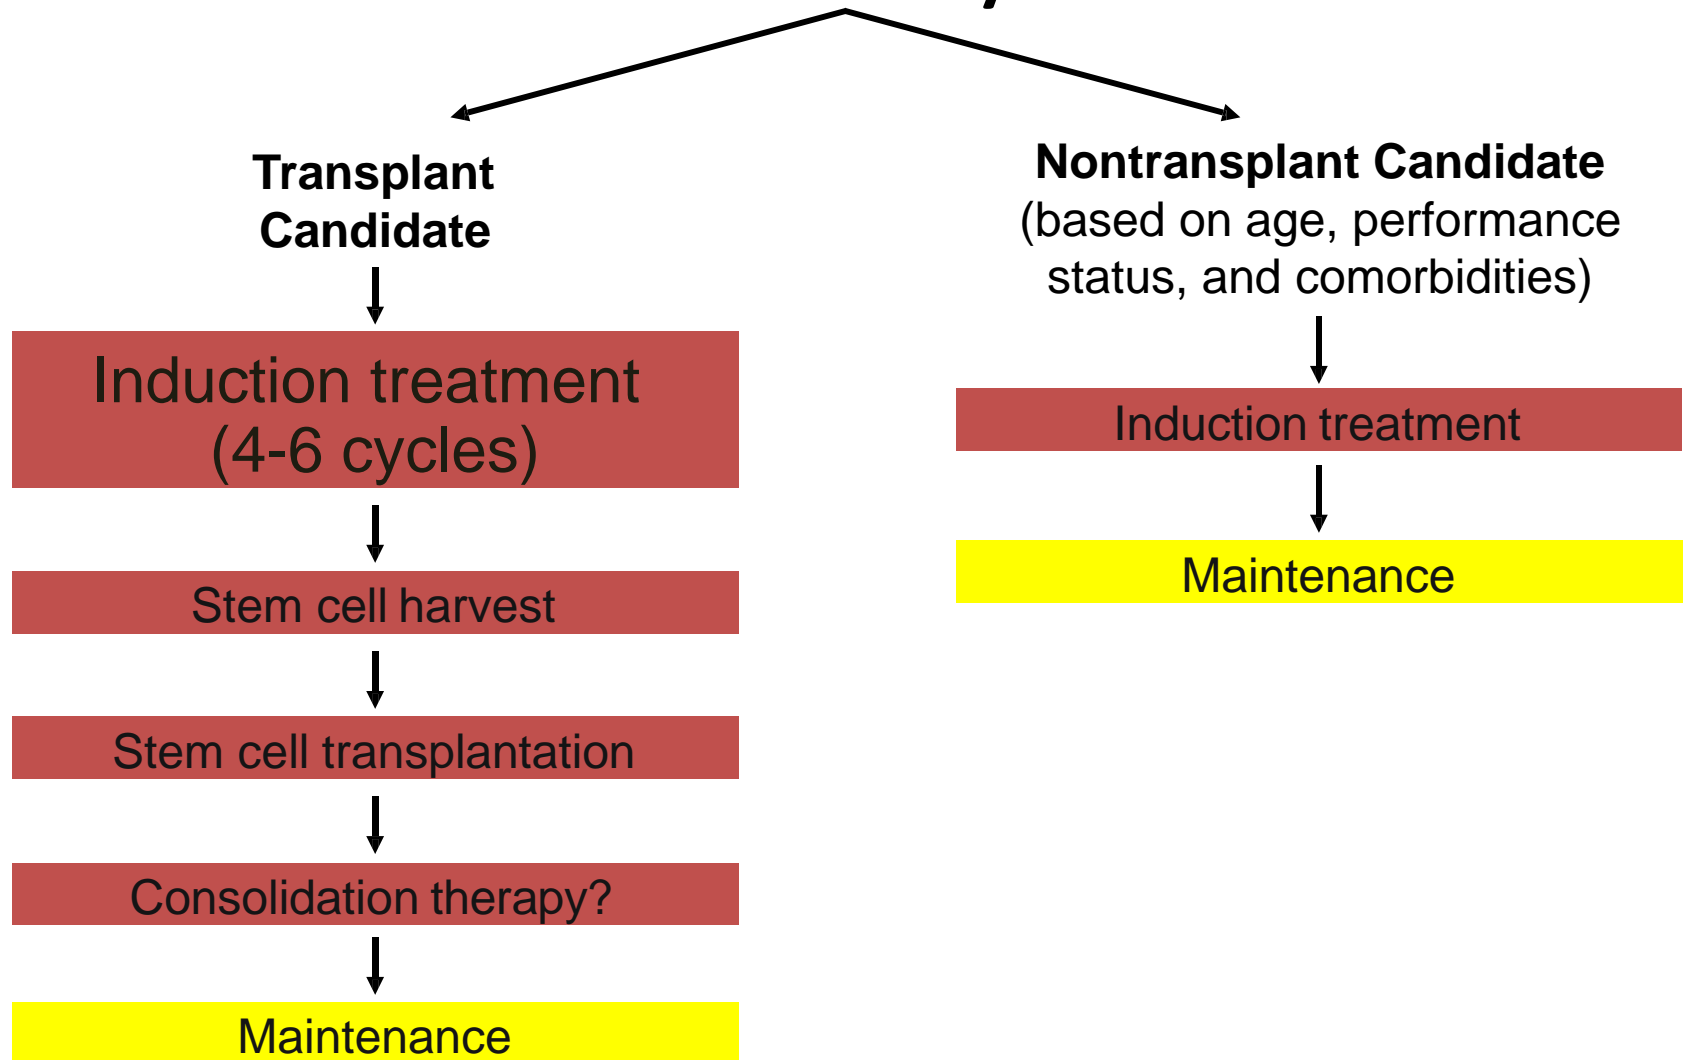 Transplant
Candidate
Induction treatment
(4-6 cycles)
Stem cell harvest
Stem cell transplantation
Consolidation therapy?
Maintenance
Nontransplant Candidate
(based on age, performance
status, and comorbidities)
Induction treatment
Maintenance